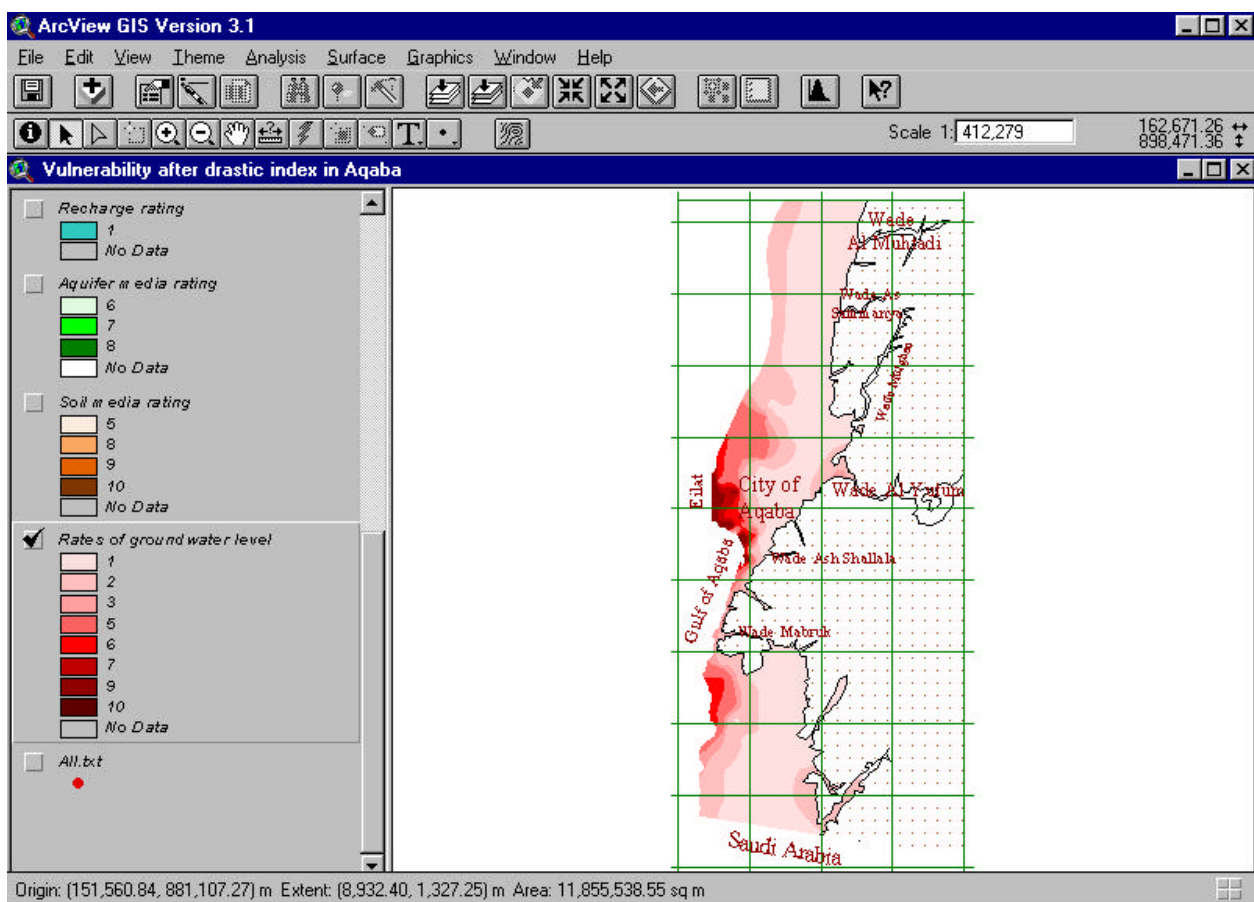 ArcView GIS Version 3.1
File Edit View Theme Analysis Surface Graphics Window Help
Scale 1: 412,279
162,671.26
898,471.36
Vulnerability after drastic index in Aqaba
Recharge rating
1
No Data
Aquifer media rating
6
7
8
No Data
Soil media rating
5
8
9
10
No Data
Rates of ground water level
1
2
3
5
6
7
9
10
No Data
All.txt
Wade
Al Muhtadi
Wade As
Wade Al Yutum
City of
Aqaba
Eilat
Gulf of Aqaba
Wade Ash Shallala
Wade Mabruk
Saudi Arabia
Origin: (151,560.84, 881,107.27) m Extent: (8,932.40, 1,327.25) m Area: 11,855,538.55 sq m